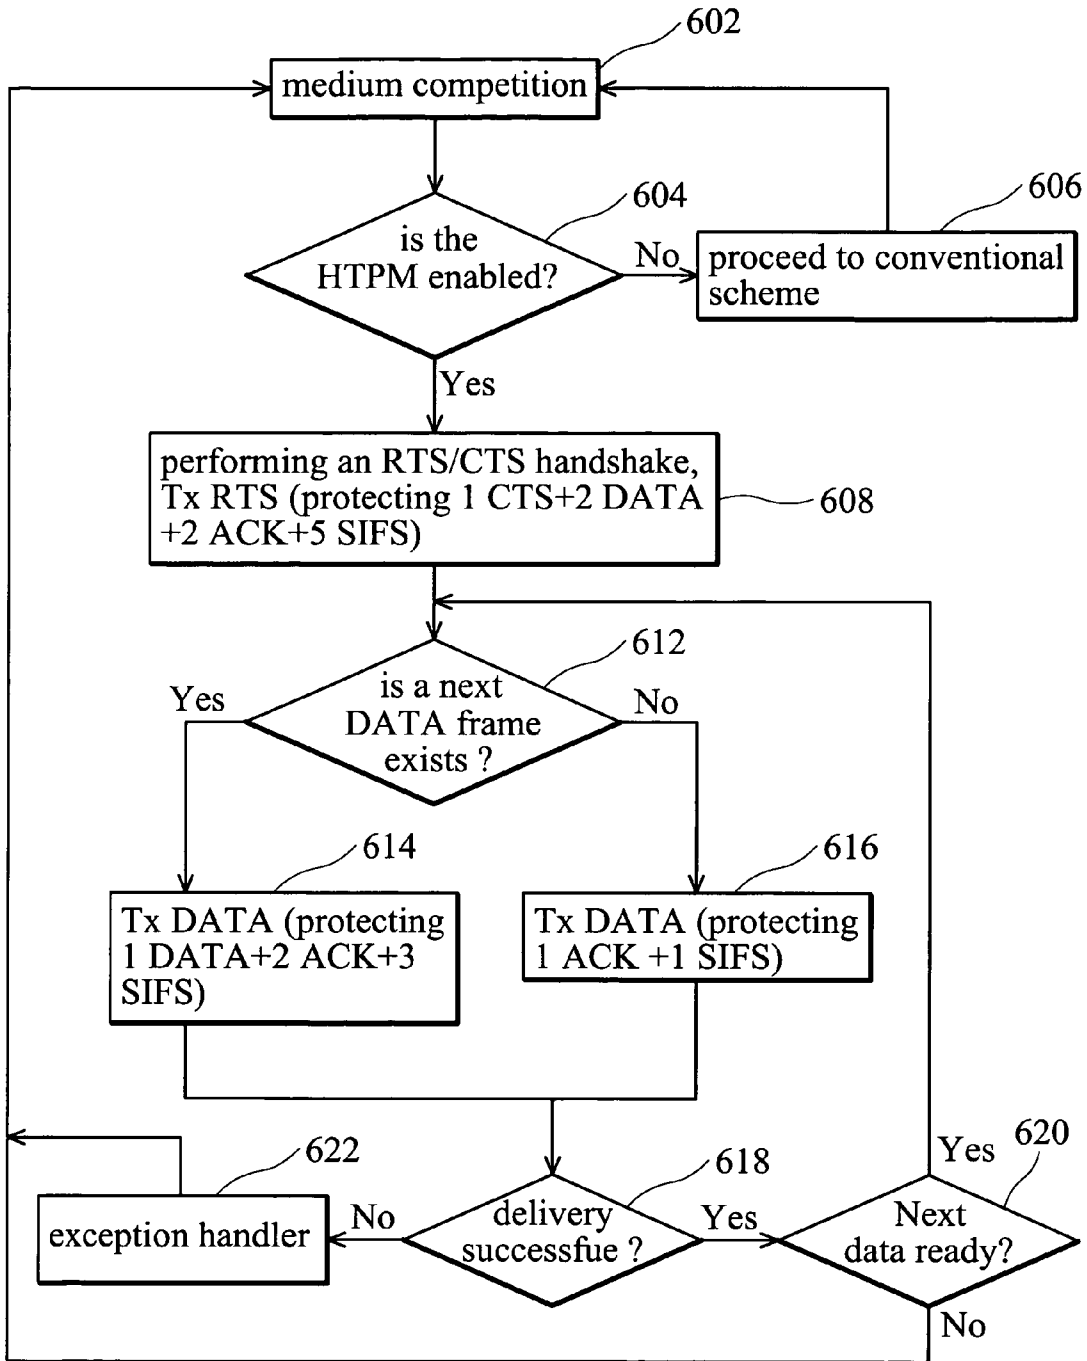 602
medium competition
604
606
is the
HTPM enabled?
No
proceed to conventional
scheme
Yes
performing an RTS/CTS handshake,
Tx RTS (protecting 1 CTS+2 DATA
+2 ACK+5 SIFS)
608
612
Yes
is a next
DATA frame
exists ?
No
614
616
Tx DATA (protecting
1 DATA+2 ACK+3
SIFS)
Tx DATA (protecting
1 ACK +1 SIFS)
622
618
620
Yes
exception handler
No
delivery
successfue ?
Yes
Next
data ready?
No